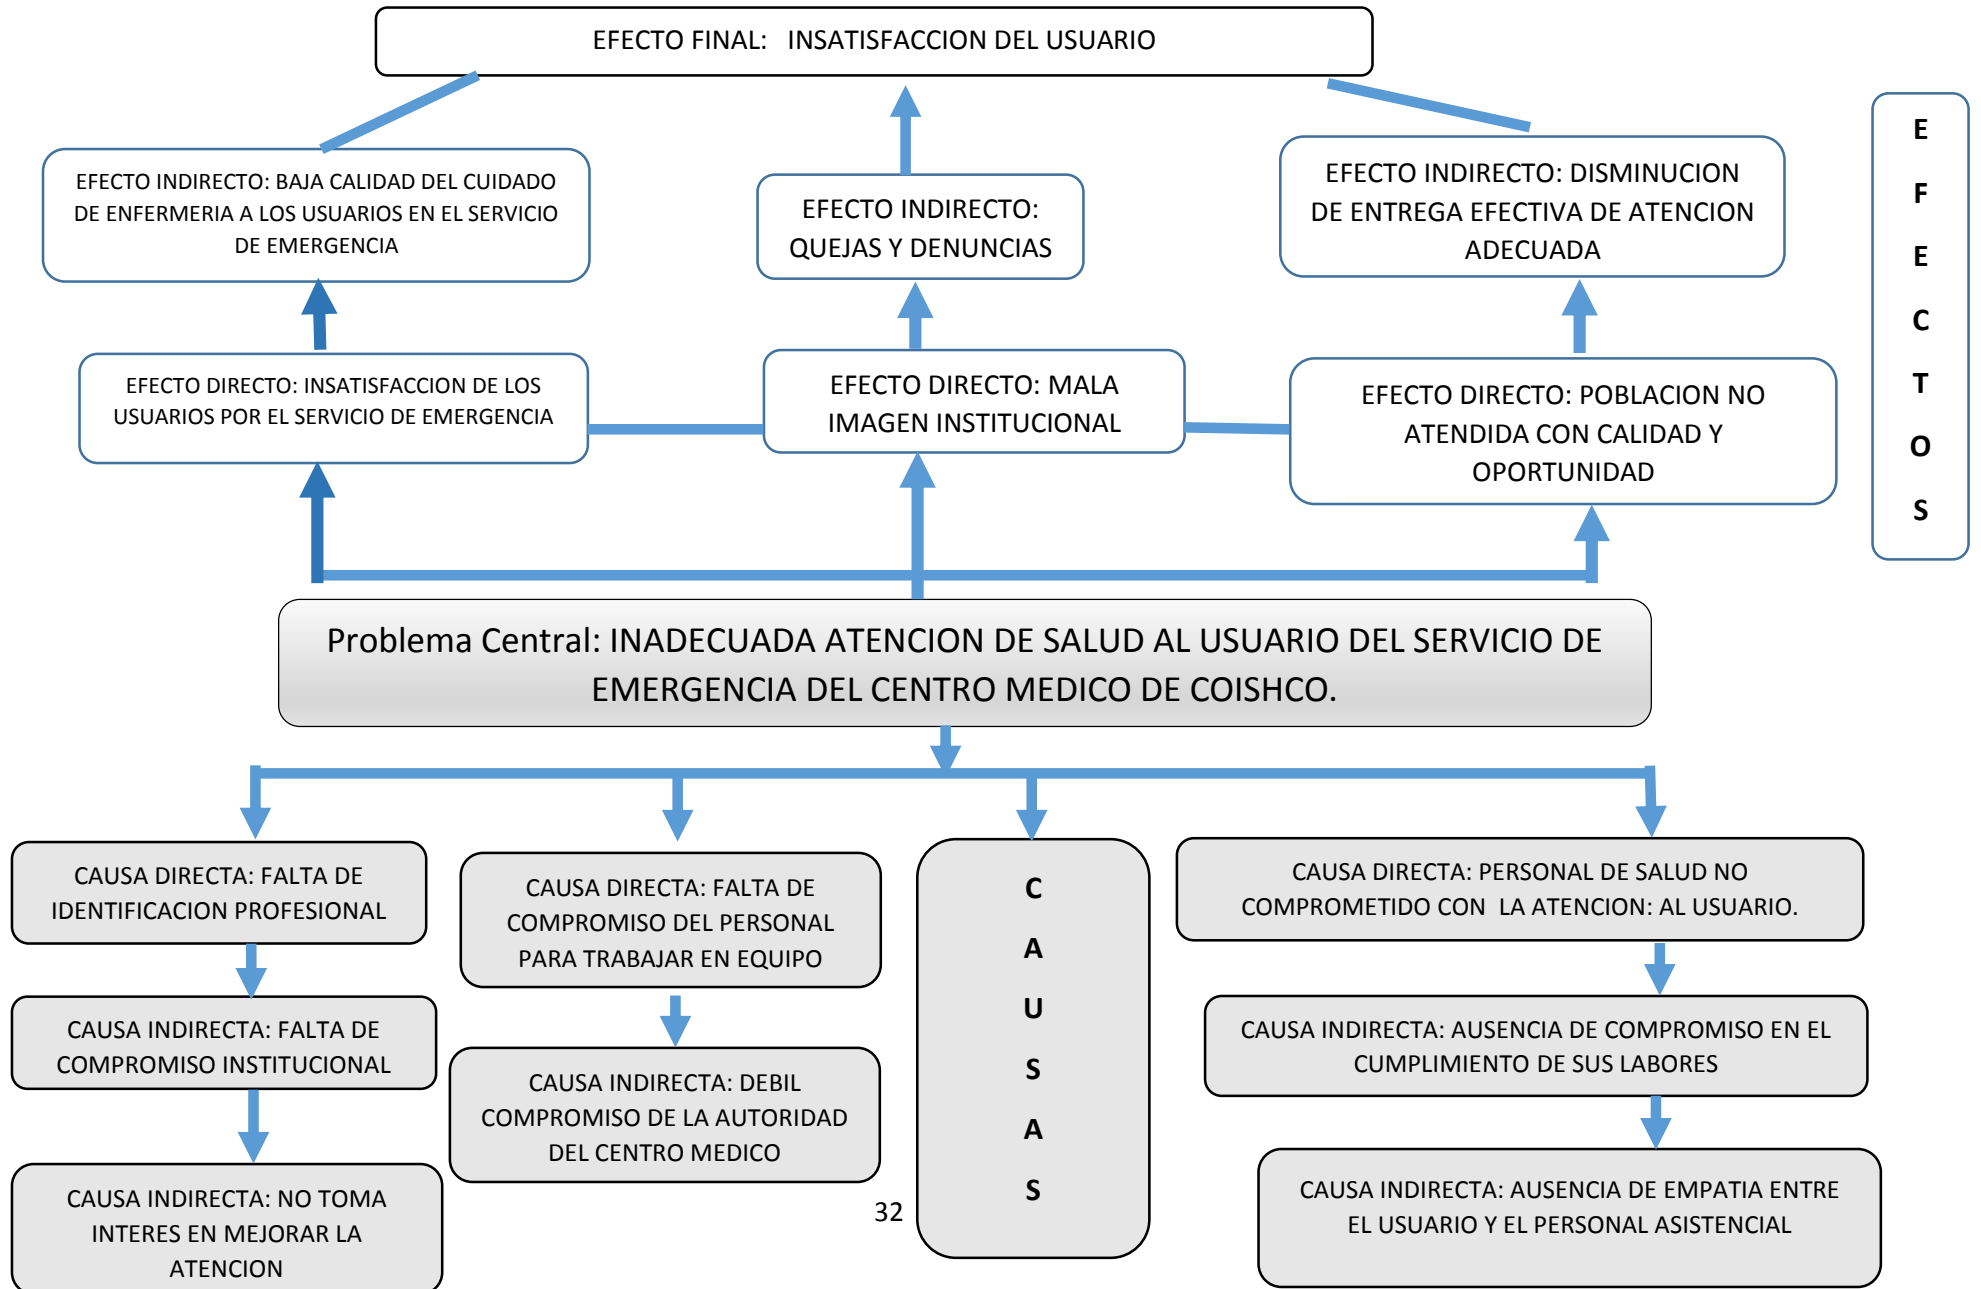 EFECTO FINAL:   INSATISFACCION DEL USUARIO
EFECTO INDIRECTO: BAJA CALIDAD DEL CUIDADO
DE ENFERMERIA A LOS USUARIOS EN EL SERVICIO
DE EMERGENCIA
EFECTO INDIRECTO:
QUEJAS Y DENUNCIAS
EFECTO INDIRECTO: DISMINUCION
DE ENTREGA EFECTIVA DE ATENCION
ADECUADA
E
F
E
C
T
O
S
EFECTO DIRECTO: INSATISFACCION DE LOS
USUARIOS POR EL SERVICIO DE EMERGENCIA
EFECTO DIRECTO: MALA
IMAGEN INSTITUCIONAL
EFECTO DIRECTO: POBLACION NO
ATENDIDA CON CALIDAD Y
OPORTUNIDAD
Problema Central: INADECUADA ATENCION DE SALUD AL USUARIO DEL SERVICIO DE
EMERGENCIA DEL CENTRO MEDICO DE COISHCO.
CAUSA DIRECTA: FALTA DE
IDENTIFICACION PROFESIONAL
CAUSA DIRECTA: FALTA DE
COMPROMISO DEL PERSONAL
PARA TRABAJAR EN EQUIPO
C
A
U
S
A
S
CAUSA DIRECTA: PERSONAL DE SALUD NO
COMPROMETIDO CON  LA ATENCION: AL USUARIO.
CAUSA INDIRECTA: FALTA DE
COMPROMISO INSTITUCIONAL
CAUSA INDIRECTA: DEBIL
COMPROMISO DE LA AUTORIDAD
DEL CENTRO MEDICO
CAUSA INDIRECTA: AUSENCIA DE COMPROMISO EN EL
CUMPLIMIENTO DE SUS LABORES
CAUSA INDIRECTA: NO TOMA
INTERES EN MEJORAR LA
ATENCION
CAUSA INDIRECTA: AUSENCIA DE EMPATIA ENTRE
EL USUARIO Y EL PERSONAL ASISTENCIAL
32